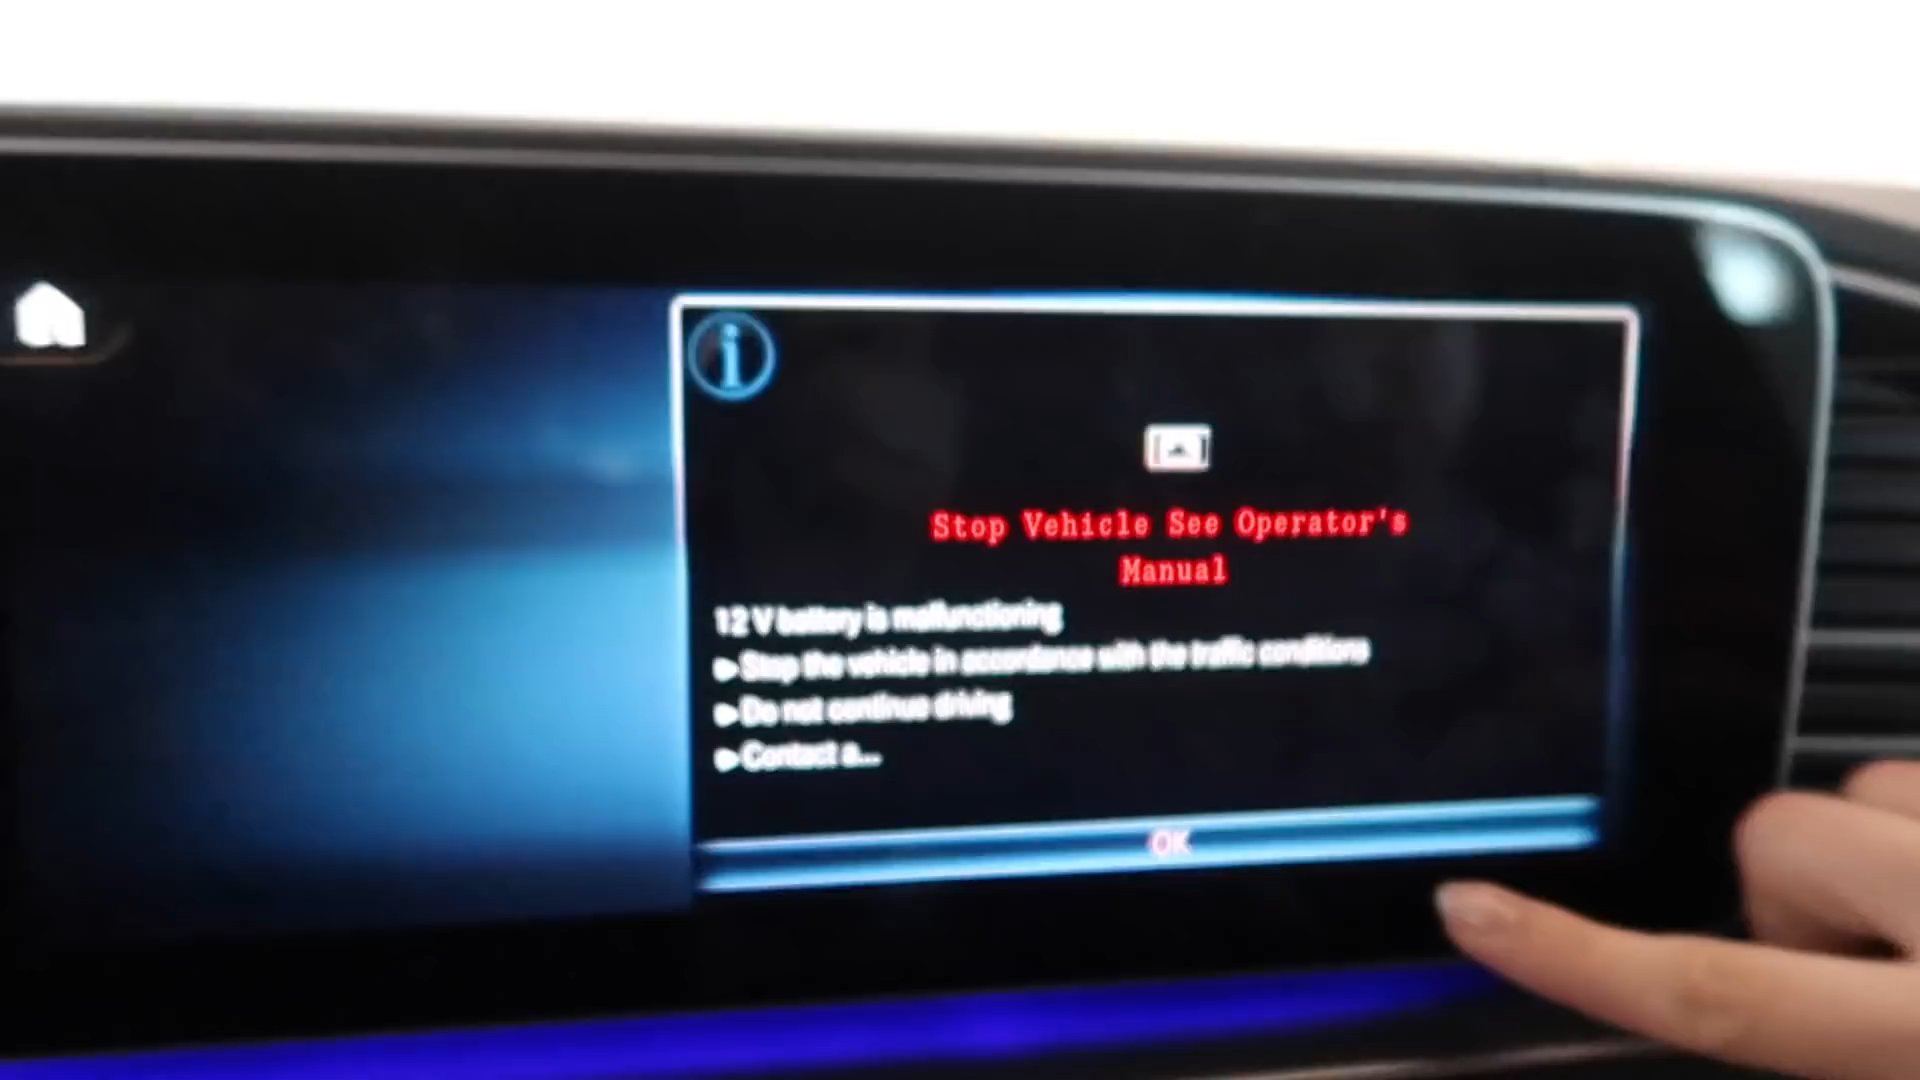 Stop Vehicle See Operator's
Manual
12 V battery is malfunctioning
▶Stop the vehicle in accordance with the traffic conditions
▶Do not continue driving
▶Contact a...
OK